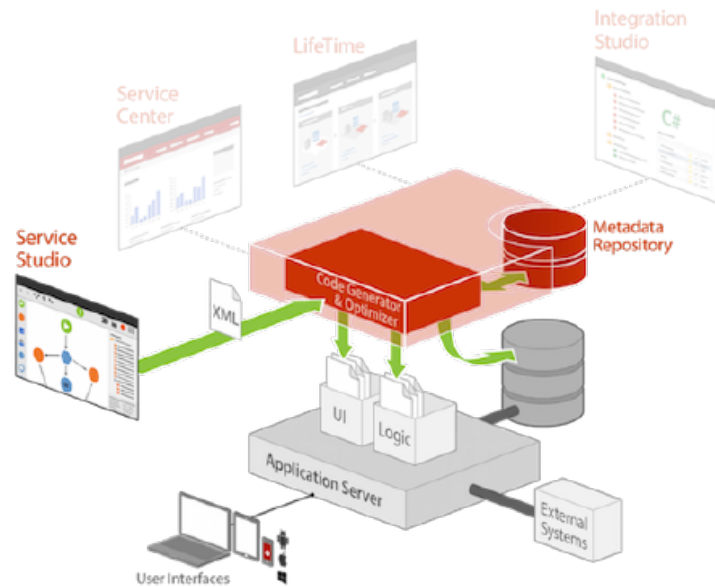 LifeTime
Integration
Studio
Service
Center
C#
Metadata
Repository
Service
Studio
Code Generator
& Optimizer
XML
UI
Logic
Application Server
External
Systems
User Interfaces